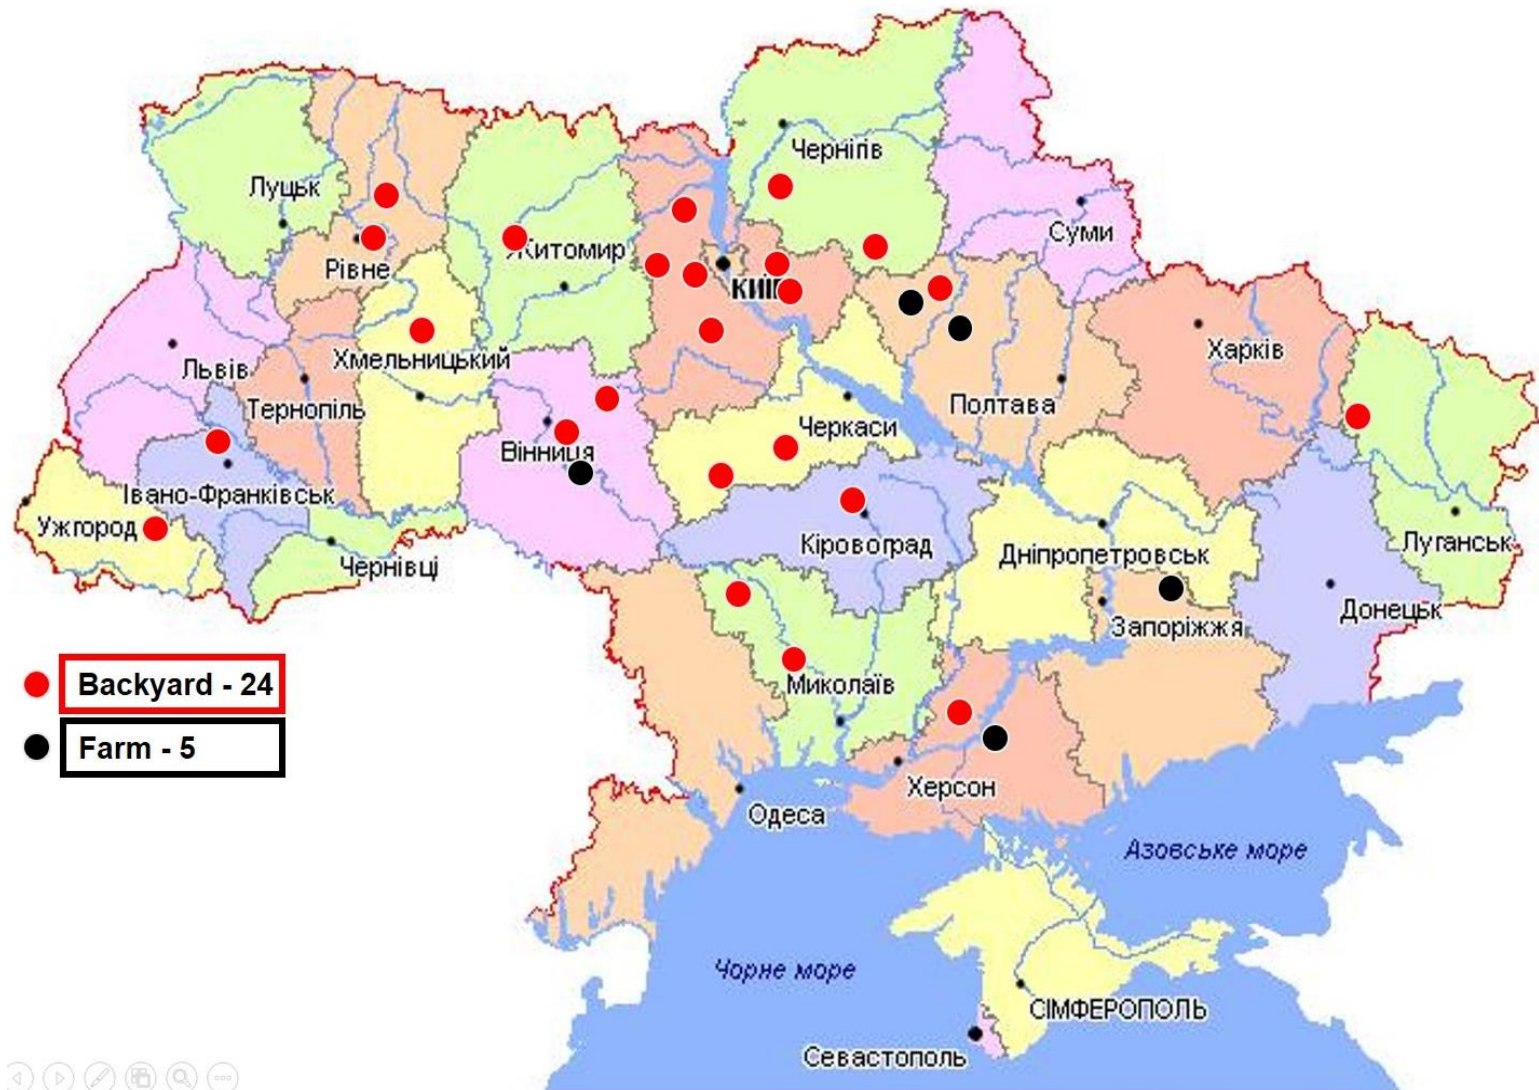 Чернігів
Луцьк
Суми
Житомир
Рівне
КИЇВ
Харків
Хмельницький
Львів
Тернопіль
Полтава
Черкаси
Вінниця
Івано-Франківськ
Ужгород
Кіровоград
Луганськ
Дніпропетровськ
Чернівці
Донецьк
Запоріжжя
Backyard - 24
Миколаїв
Farm - 5
Херсон
Одеса
Азовське море
Чорне море
СІМФЕРОПОЛЬ
Севастополь